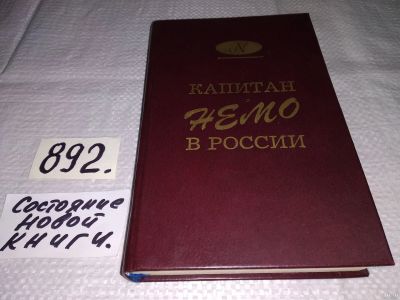 N
КАПИТАН
НЕМО
В РОССИИ
892.
Состояние
новой
книги.